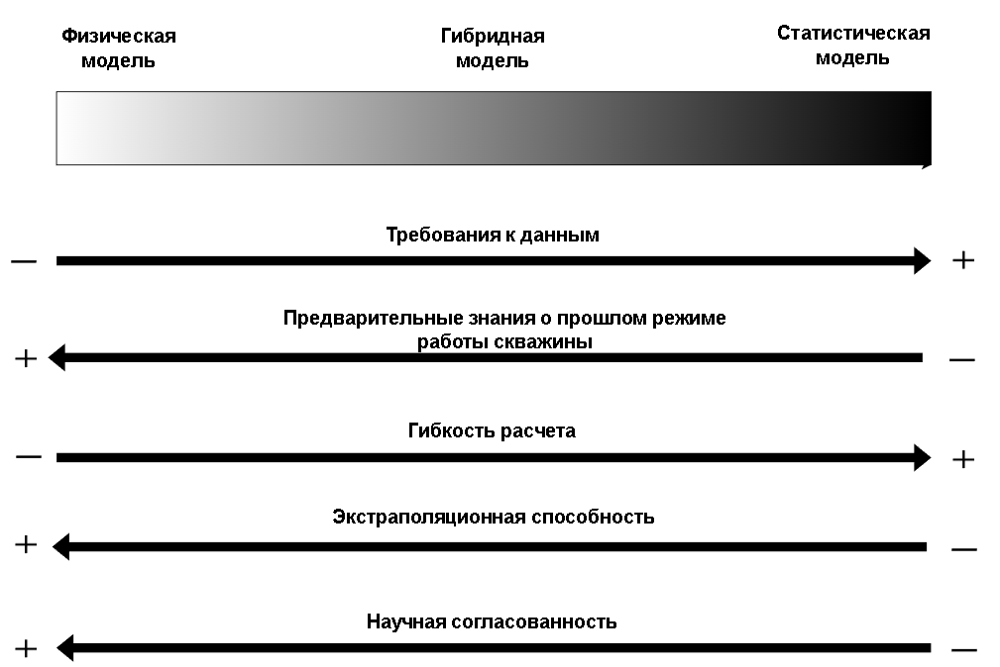 Физическая
модель
Гибридная
модель
Статистическая
модель
Требования к данным
— +
Предварительные знания о прошлом режиме
работы скважины
+ —
Гибкость расчета
— +
Экстраполяционная способность
+ —
Научная согласованность
+ —